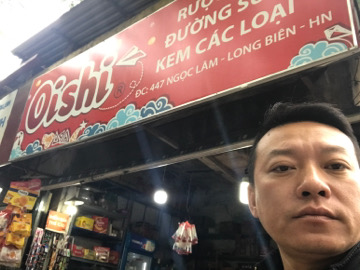 RƯỢ
ĐƯỜNG SỮ
KEM CÁC LOẠI
ĐC: 447 NGỌC LÂM - LONG BIÊN - HN
Oishi